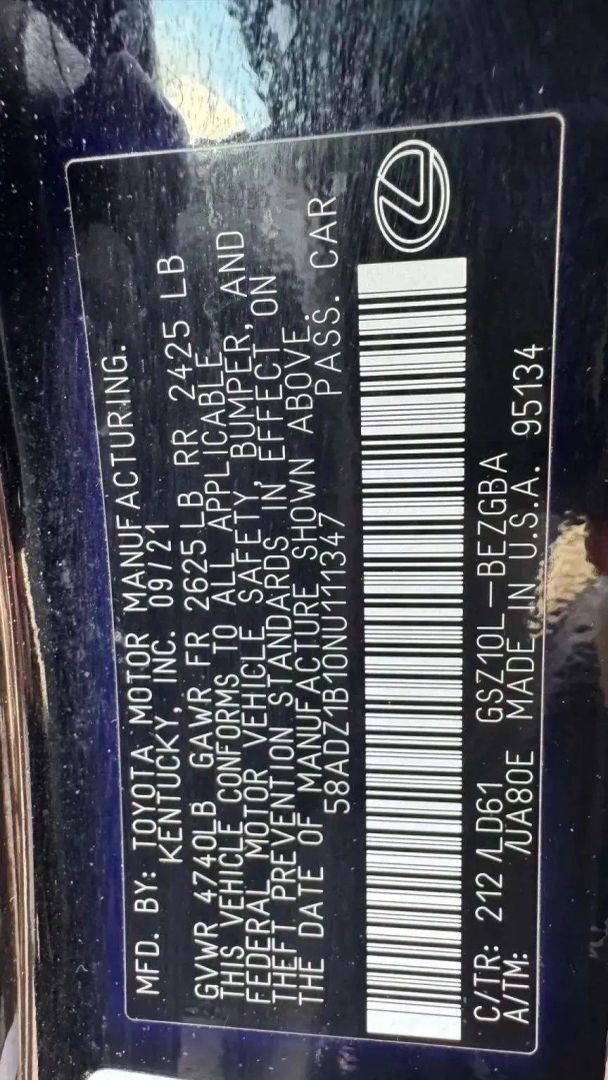 MFD. BY: TOYOTA MOTOR MANUFACTURING.
KENTUCKY, INC. 09/21
GVWR 4740LB GAWR FR 2625LB RR 2425 LB
THIS VEHICLE CONFORMS TO ALL APPLICABLE
FEDERAL MOTOR VEHICLE SAFETY, BUMPER, AND
THEFT PREVENTION STANDARDS IN EFFECT ON
THE DATE OF MANUFACTURE SHOWN ABOVE.
58ADZ1B10NU111347 PASS. CAR
C/TR: 212 /LD61 GSZ10L-BEZGBA
A/TM: /UA80E MADE IN U.S.A. 95134